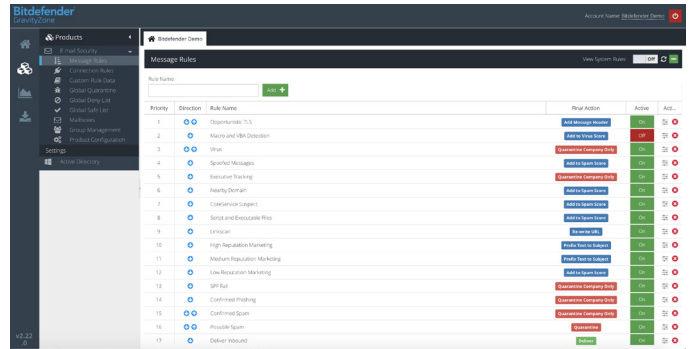 Bitdefender
GravityZone
Account Name: Bitdefender Demo
Products
Bitdefender Demo
E-mail Security
Message Rules
Connection Rules
Custom Rule Data
Global Quarantine
Global Deny List
Global Safe List
Mailboxes
Group Management
Product Configuration
Settings
Active Directory
v2.22
.0
Message Rules
View System Rules: Off
Rule Name:
Add
Priority Direction Rule Name Final Action Active Acti...
1 Opportunistic TLS Add Message Header On
2 Macro and VBA Detection Add to Virus Score Off
3 Virus Quarantine Company Only On
4 Spoofed Messages Add to Spam Score On
5 Executive Tracking Quarantine Company Only On
6 Nearby Domain Add to Spam Score On
7 CoreService Subject Add to Spam Score On
8 Script and Executable Files Add to Spam Score On
9 Linkscan Re-write URL On
10 High Reputation Marketing Prefix Text to Subject On
11 Medium Reputation Marketing Prefix Text to Subject On
12 Low Reputation Marketing Add to Spam Score On
13 SPF Fail Quarantine Company Only On
14 Confirmed Phishing Quarantine Company Only On
15 Confirmed Spam Quarantine Company Only On
16 Possible Spam Quarantine On
17 Deliver Inbound Deliver On